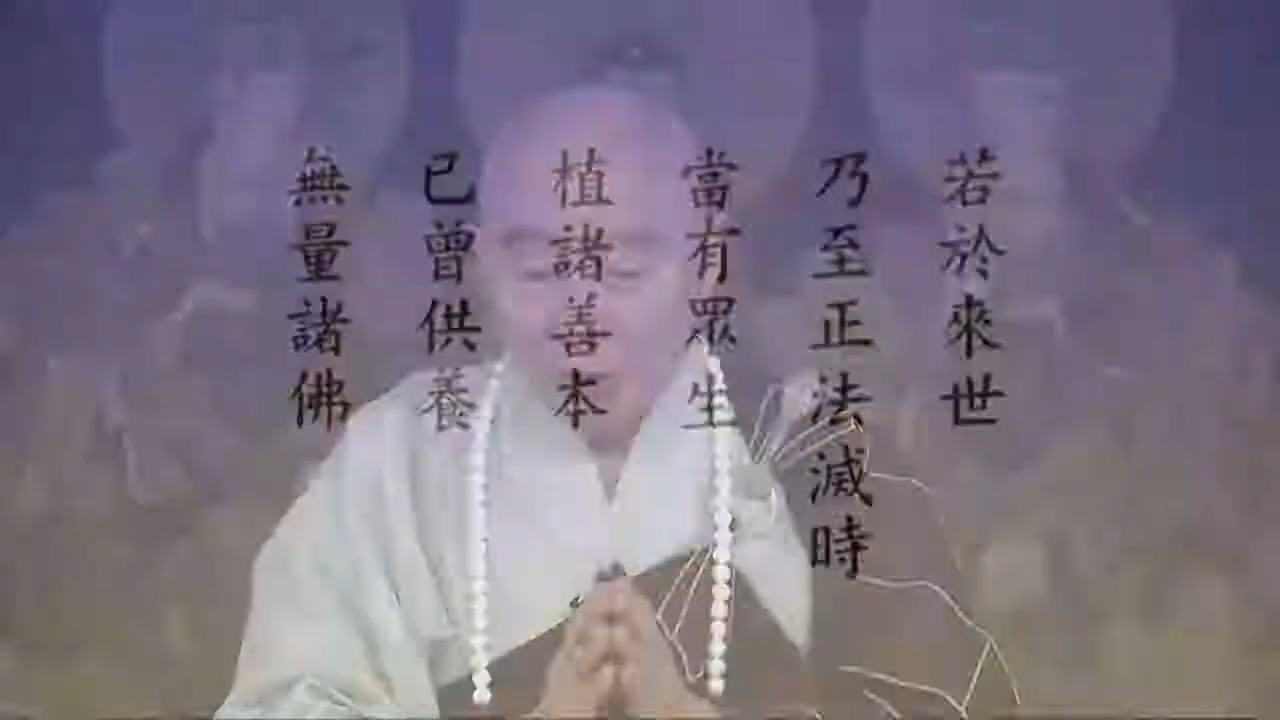 若於來世
乃至正法滅時
當有眾生
植諸善本
已曾供養
無量諸佛